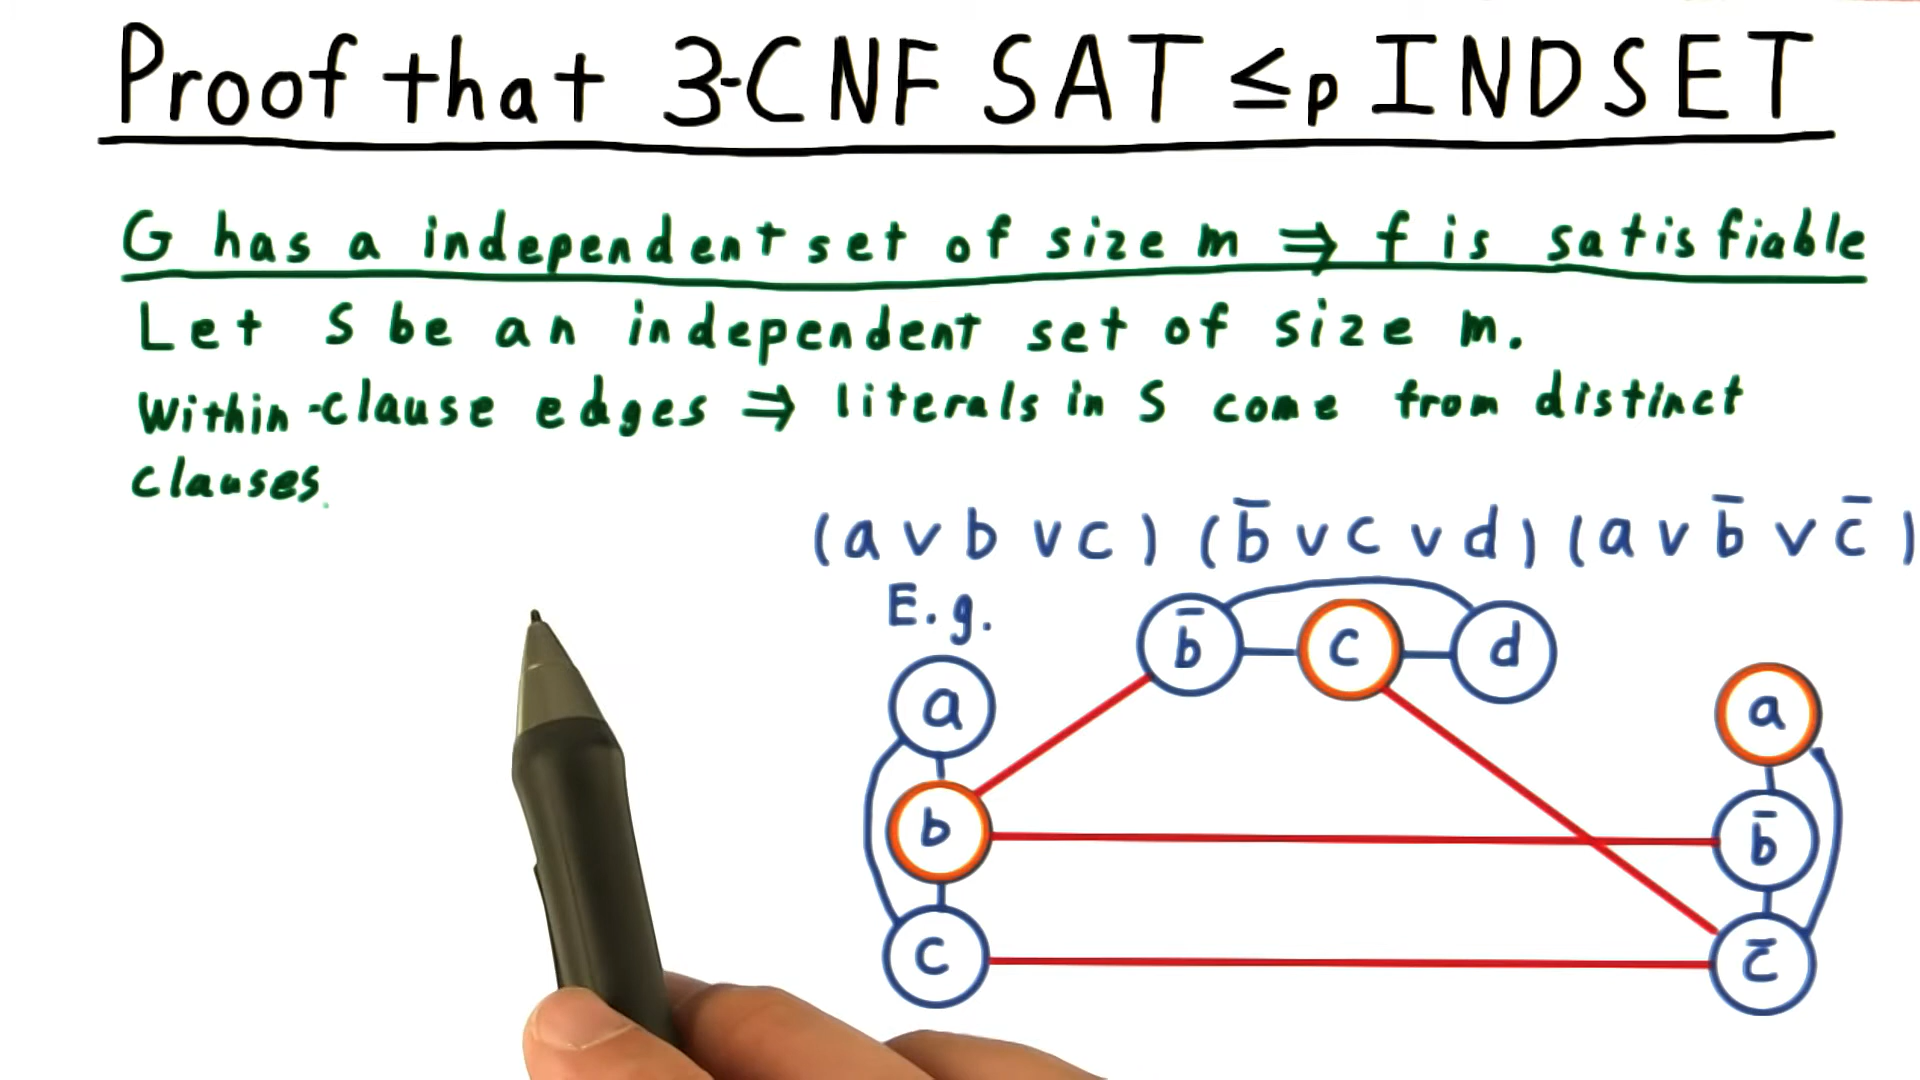 Proof that 3-CNF SAT ≤p INDSET
G has a independent set of size m ⇒ f is satisfiable
Let S be an independent set of size m.
Within-clause edges ⇒ literals in S come from distinct
clauses.
(a ∨ b ∨ c) (b̄ ∨ c ∨ d) (a ∨ b̄ ∨ c̄)
E.g.
b̄ c d
a
b
c
a
b̄
c̄